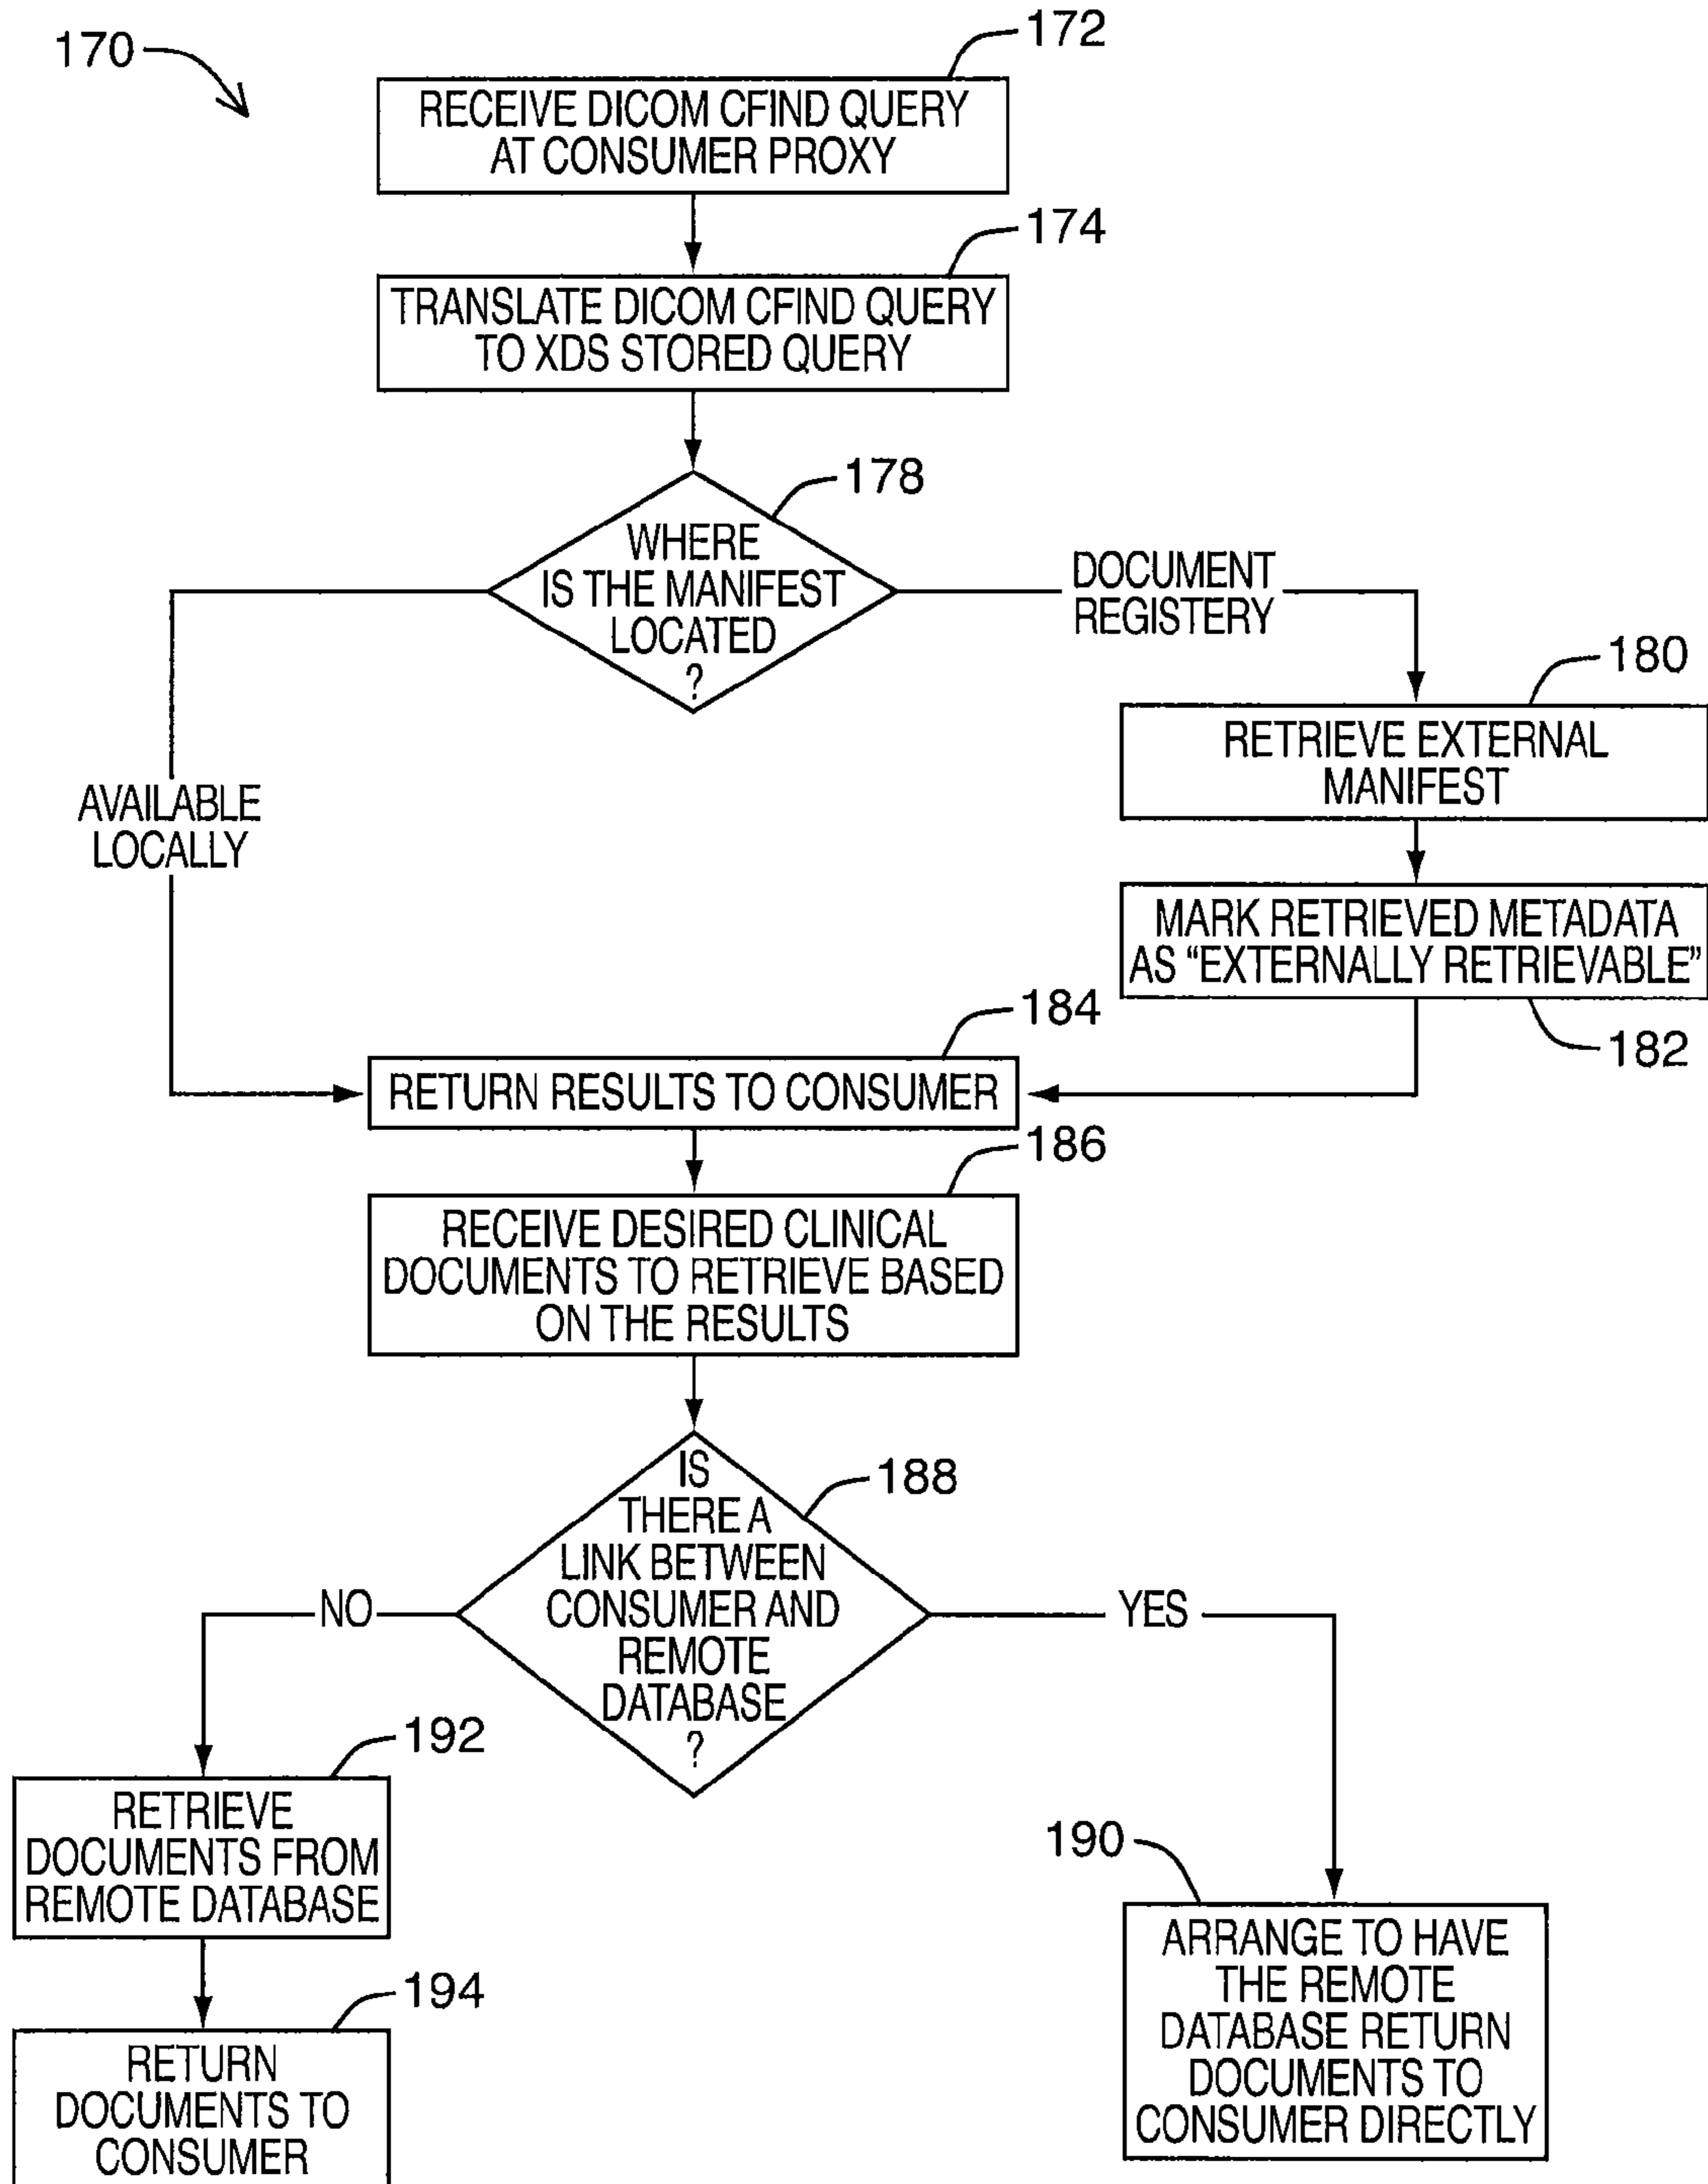 170
172
RECEIVE DICOM CFIND QUERY
AT CONSUMER PROXY
174
TRANSLATE DICOM CFIND QUERY
TO XDS STORED QUERY
178
WHERE
IS THE MANIFEST
LOCATED
?
DOCUMENT
REGISTERY
AVAILABLE
LOCALLY
180
RETRIEVE EXTERNAL
MANIFEST
MARK RETRIEVED METADATA
AS “EXTERNALLY RETRIEVABLE”
182
184
RETURN RESULTS TO CONSUMER
186
RECEIVE DESIRED CLINICAL
DOCUMENTS TO RETRIEVE BASED
ON THE RESULTS
188
IS
THERE A
LINK BETWEEN
CONSUMER AND
REMOTE
DATABASE
?
NO
YES
192
RETRIEVE
DOCUMENTS FROM
REMOTE DATABASE
194
RETURN
DOCUMENTS TO
CONSUMER
190
ARRANGE TO HAVE
THE REMOTE
DATABASE RETURN
DOCUMENTS TO
CONSUMER DIRECTLY